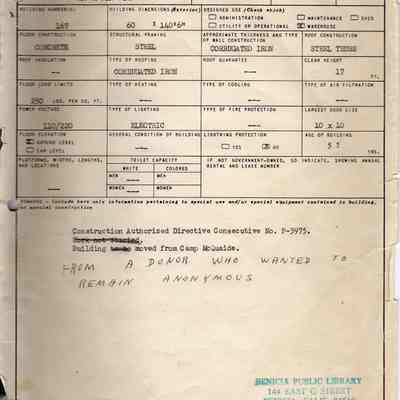 BUILDING NUMBER(S) BUILDING DIMENSIONS (Exterior) DESIGNED USE (Check which)
☐ ADMINISTRATION ☐ MAINTENANCE ☐ SHED
169 60 X 140'6" ☐ UTILITY OR OPERATIONAL ☒ WAREHOUSE
FLOOR CONSTRUCTION STRUCTURAL FRAMING APPROXIMATE THICKNESS AND TYPE OF WALL CONSTRUCTION TYPE OF ROOF
CONCRETE STEEL CORRUGATED IRON STEEL
ROOF INSULATION TYPE OF ROOFING ROOF GUARANTEE CLEAR HEIGHT
-- CORRUGATED IRON -- 17 FT.
FLOOR LOAD LIMITS TYPE OF HEATING TYPE OF COOLING TYPE OF AIR FILTRATION
250 LBS. PER SQ. FT. --- -- ---
POWER VOLTAGE TYPE OF LIGHTING TYPE OF FIRE PROTECTION LARGEST DOOR SIZE
110/220 ELECTRIC --- 10 x 10
FLOOR ELEVATION GENERAL CONDITION OF BUILDING LIGHTNING PROTECTION AGE OF BUILDING
☒ GROUND LEVEL
☐ CAR LEVEL --- ☐ YES ☒ NO YRS.
PLATFORMS, WIDTHS, LENGTHS, AND LOCATIONS TOILET CAPACITY IF NOT GOVERNMENT-OWNED, SO INDICATE, SHOWING ANNUAL RENTAL AND LEASE NUMBER
WHITE COLORED
MEN MEN
WOMEN WOMEN
REMARKS - Include here only information pertaining to special use and/or special equipment contained in building, or special construction
Construction Authorized Directive Consecutive No. P-3975.
Work not
Building moved from Camp McQuaide.
FROM A DONOR WHO WANTED TO
REMAIN ANONYMOUS
BENICIA PUBLIC LIBRARY
144 EAST G STREET